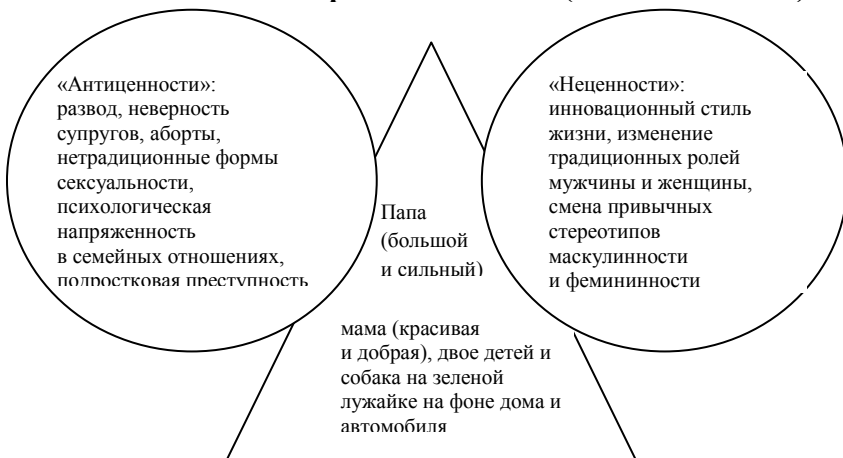 «Антиценности»:
развод, неверность
супругов, аборты,
нетрадиционные формы
сексуальности,
психологическая
напряженность
в семейных отношениях,
подростковая преступность
«Неценности»:
инновационный стиль
жизни, изменение
традиционных ролей
мужчины и женщины,
смена привычных
стереотипов
маскулинности
и фемининности
Папа
(большой
и сильный)
мама (красивая
и добрая), двое детей и
собака на зеленой
лужайке на фоне дома и
автомобиля